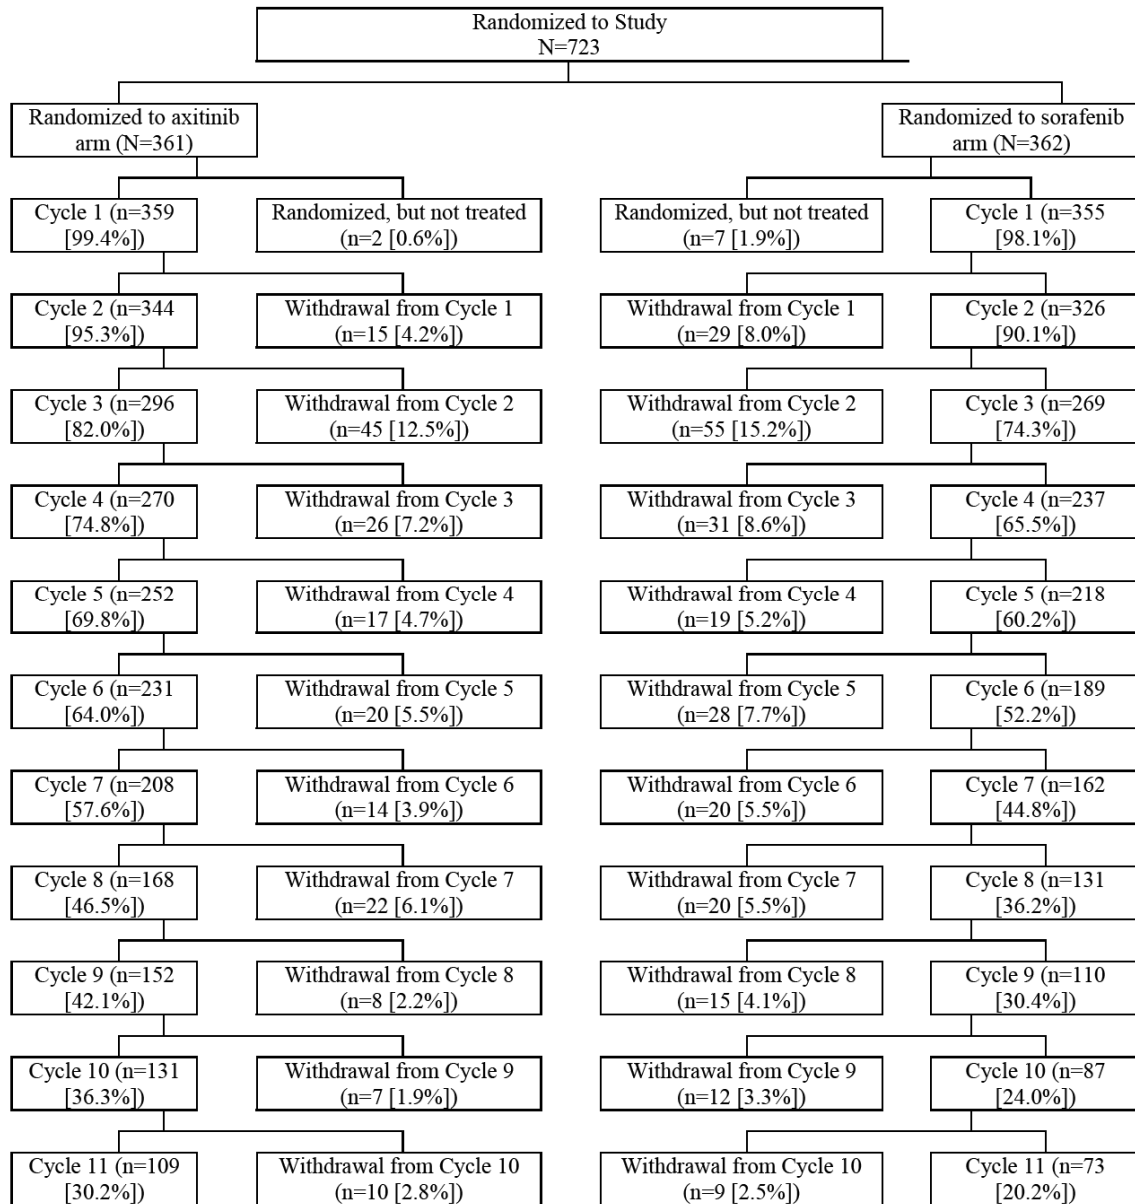 Randomized to Study
N=723
Randomized to axitinib
arm (N=361)
Randomized to sorafenib
arm (N=362)
Cycle 1 (n=359
[99.4%])
Randomized, but not treated
(n=2 [0.6%])
Randomized, but not treated
(n=7 [1.9%])
Cycle 1 (n=355
[98.1%])
Cycle 2 (n=344
[95.3%])
Withdrawal from Cycle 1
(n=15 [4.2%])
Withdrawal from Cycle 1
(n=29 [8.0%])
Cycle 2 (n=326
[90.1%])
Cycle 3 (n=296
[82.0%])
Withdrawal from Cycle 2
(n=45 [12.5%])
Withdrawal from Cycle 2
(n=55 [15.2%])
Cycle 3 (n=269
[74.3%])
Cycle 4 (n=270
[74.8%])
Withdrawal from Cycle 3
(n=26 [7.2%])
Withdrawal from Cycle 3
(n=31 [8.6%])
Cycle 4 (n=237
[65.5%])
Cycle 5 (n=252
[69.8%])
Withdrawal from Cycle 4
(n=17 [4.7%])
Withdrawal from Cycle 4
(n=19 [5.2%])
Cycle 5 (n=218
[60.2%])
Cycle 6 (n=231
[64.0%])
Withdrawal from Cycle 5
(n=20 [5.5%])
Withdrawal from Cycle 5
(n=28 [7.7%])
Cycle 6 (n=189
[52.2%])
Cycle 7 (n=208
[57.6%])
Withdrawal from Cycle 6
(n=14 [3.9%])
Withdrawal from Cycle 6
(n=20 [5.5%])
Cycle 7 (n=162
[44.8%])
Cycle 8 (n=168
[46.5%])
Withdrawal from Cycle 7
(n=22 [6.1%])
Withdrawal from Cycle 7
(n=20 [5.5%])
Cycle 8 (n=131
[36.2%])
Cycle 9 (n=152
[42.1%])
Withdrawal from Cycle 8
(n=8 [2.2%])
Withdrawal from Cycle 8
(n=15 [4.1%])
Cycle 9 (n=110
[30.4%])
Cycle 10 (n=131
[36.3%])
Withdrawal from Cycle 9
(n=7 [1.9%])
Withdrawal from Cycle 9
(n=12 [3.3%])
Cycle 10 (n=87
[24.0%])
Cycle 11 (n=109
[30.2%])
Withdrawal from Cycle 10
(n=10 [2.8%])
Withdrawal from Cycle 10
(n=9 [2.5%])
Cycle 11 (n=73
[20.2%])